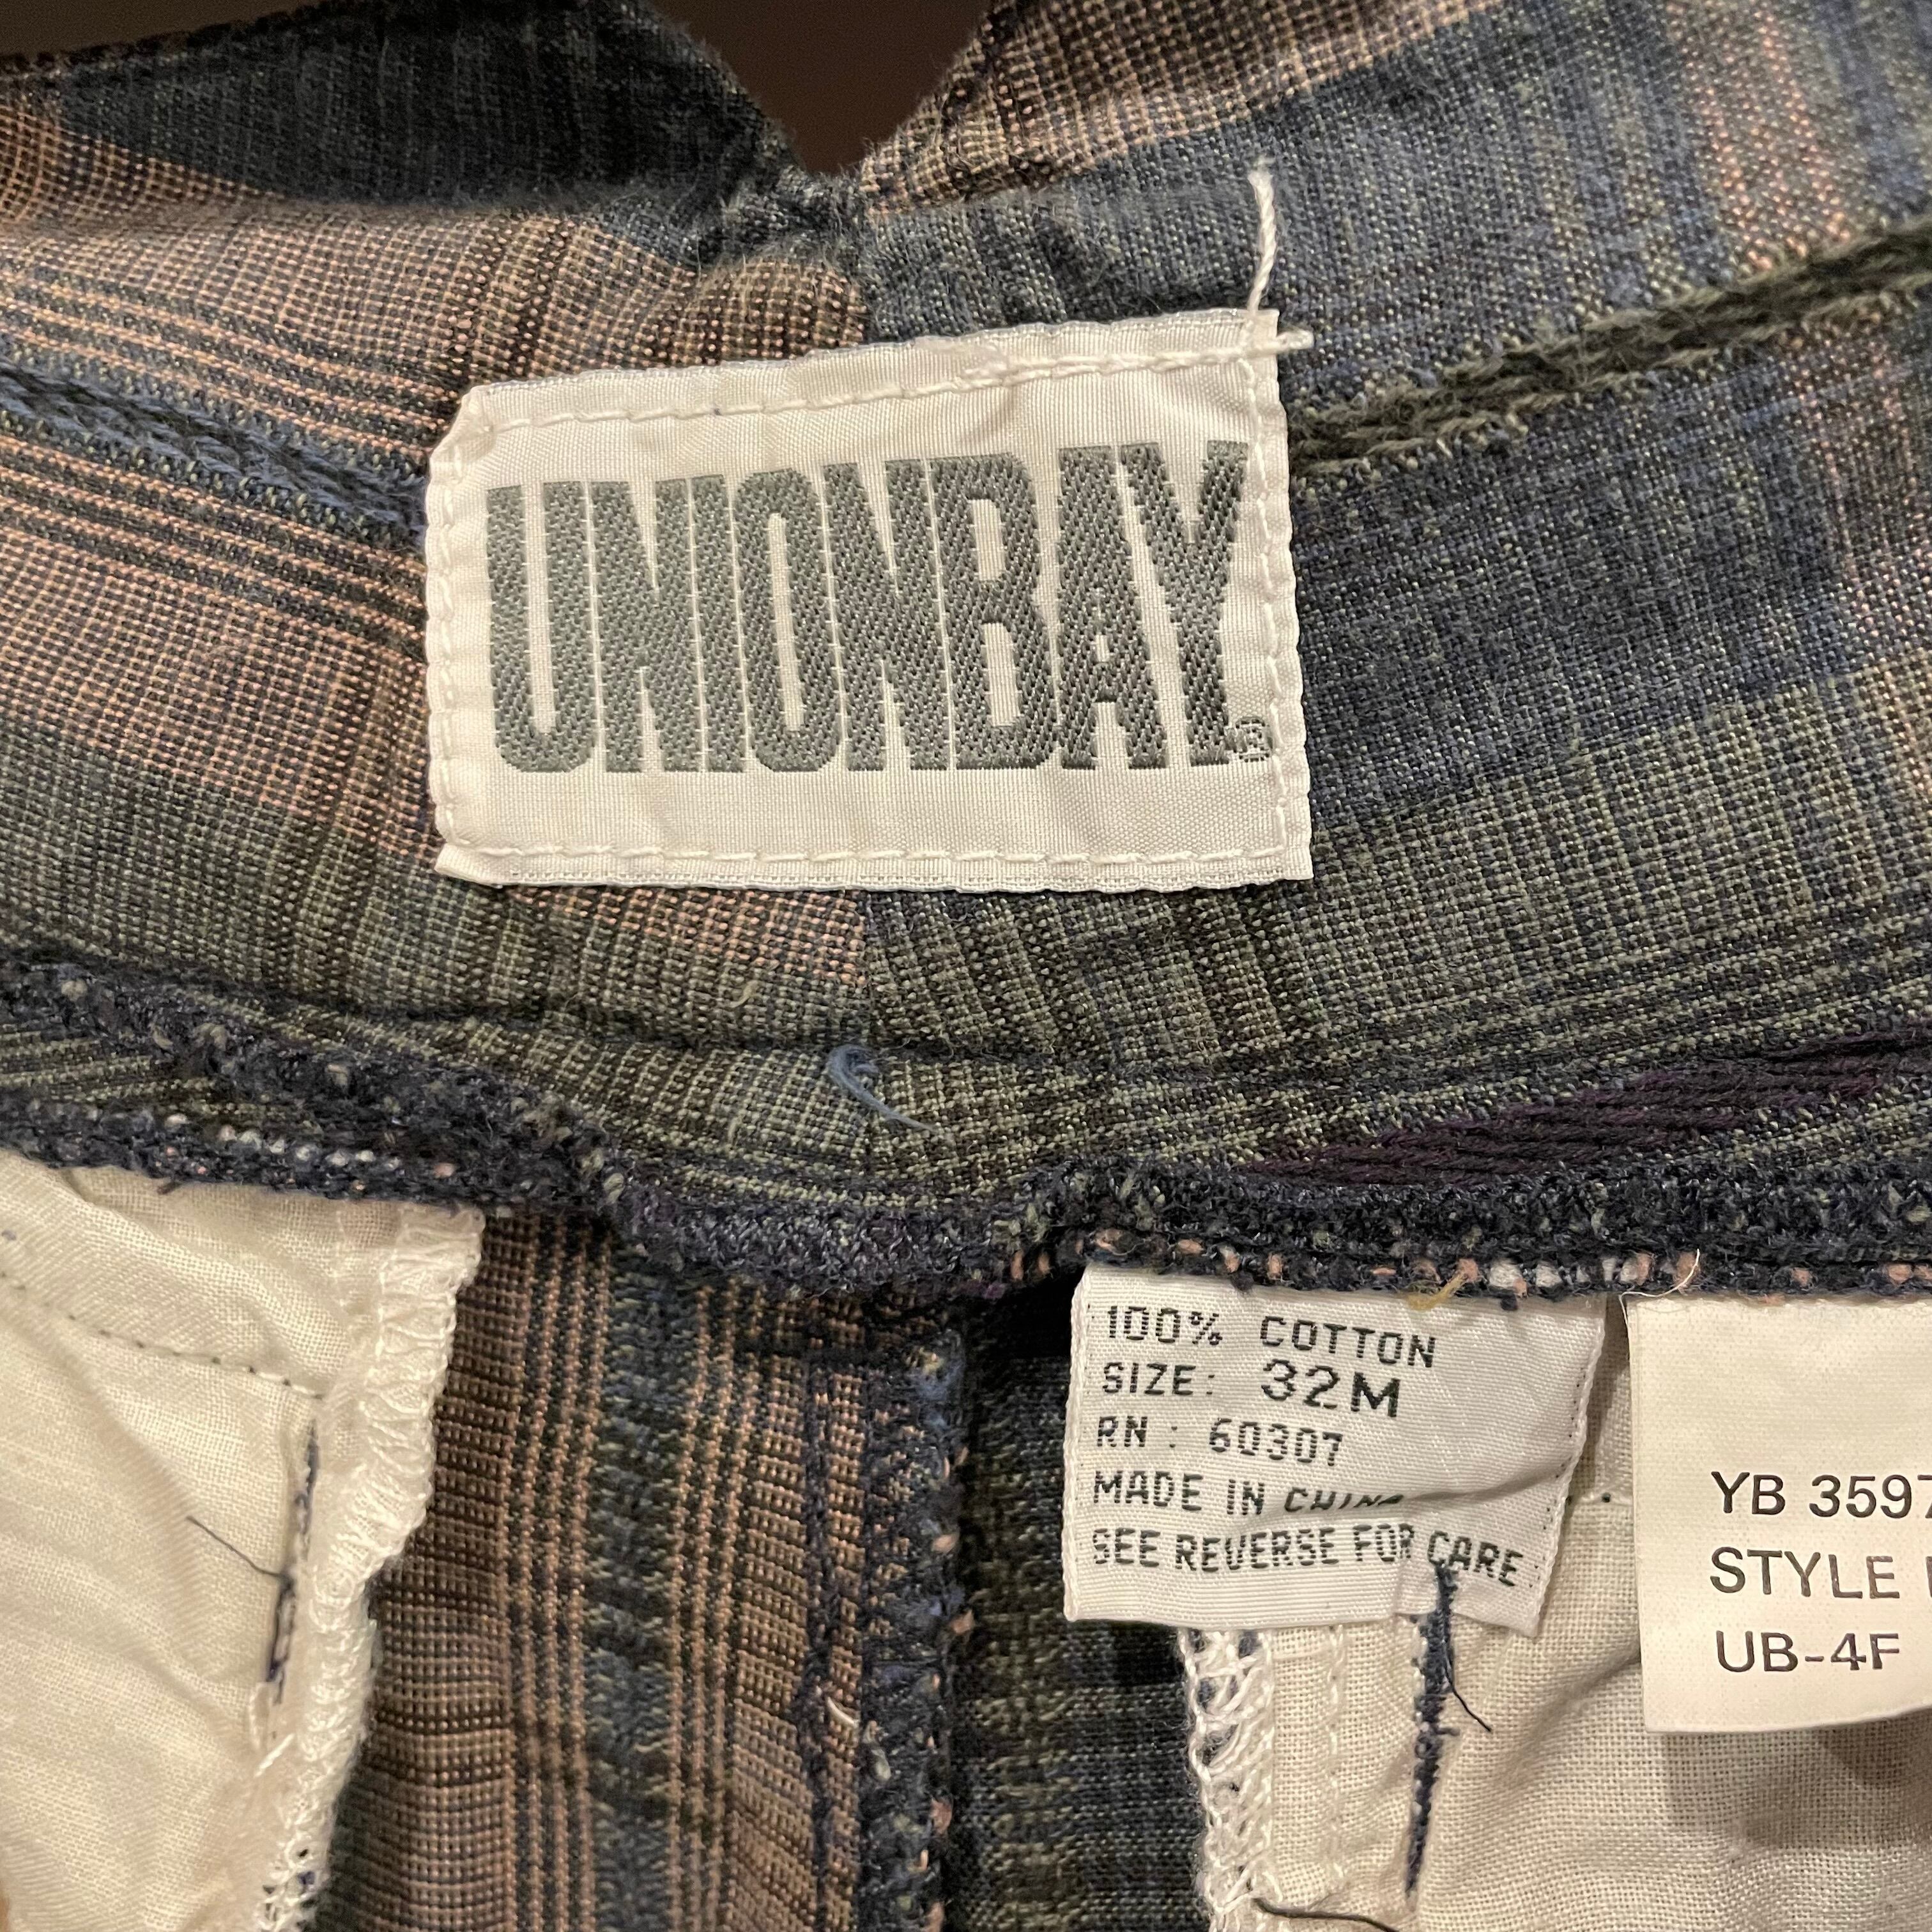 UNIONBAY®
100% COTTON
SIZE: 32M
RN: 60307
MADE IN CHINA
SEE REVERSE FOR CARE
YB 3597
STYLE
UB-4F